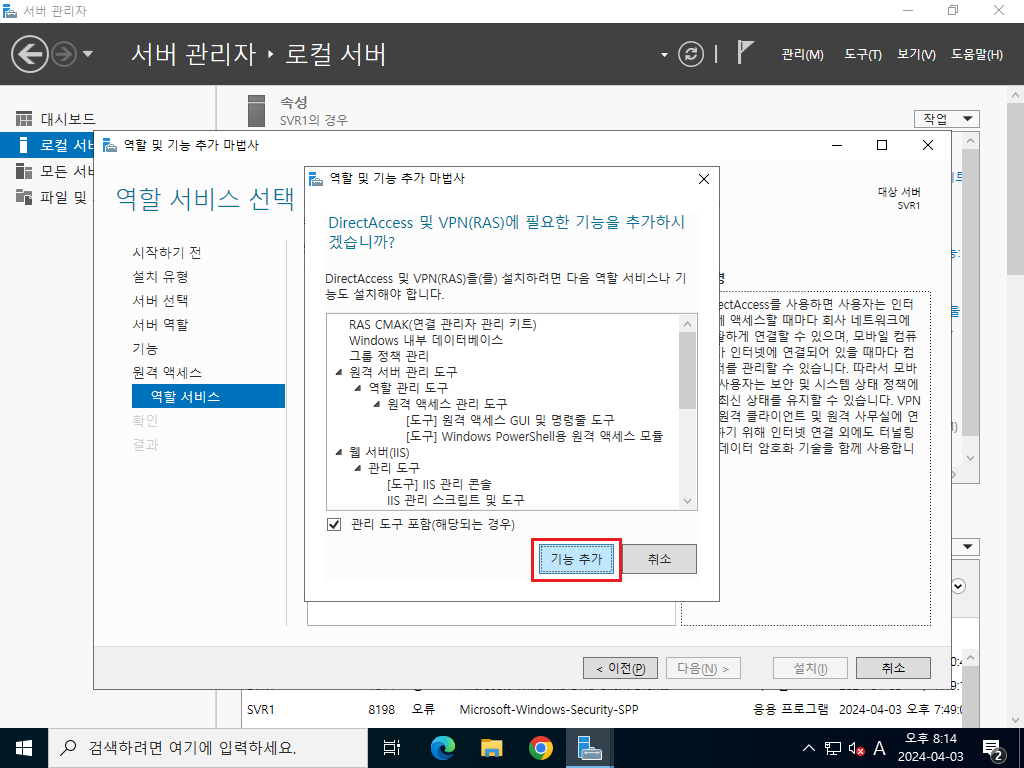 서버 관리자
서버 관리자 ‣ 로컬 서버
관리(M) 도구(T) 보기(V) 도움말(H)
대시보드
로컬 서버
모든 서버
파일 및
속성
SVR1의 경우
작업
역할 및 기능 추가 마법사
역할 서비스 선택
대상 서버
SVR1
시작하기 전
설치 유형
서버 선택
서버 역할
기능
원격 액세스
역할 서비스
확인
결과
역할 및 기능 추가 마법사
DirectAccess 및 VPN(RAS)에 필요한 기능을 추가하시
겠습니까?
DirectAccess 및 VPN(RAS)을(를) 설치하려면 다음 역할 서비스나 기
능도 설치해야 합니다.
RAS CMAK(연결 관리자 관리 키트)
Windows 내부 데이터베이스
그룹 정책 관리
원격 서버 관리 도구
역할 관리 도구
원격 액세스 관리 도구
[도구] 원격 액세스 GUI 및 명령줄 도구
[도구] Windows PowerShell용 원격 액세스 모듈
웹 서버(IIS)
관리 도구
[도구] IIS 관리 콘솔
IIS 관리 스크립트 및 도구
관리 도구 포함(해당되는 경우)
기능 추가 취소
ectAccess를 사용하면 사용자는 인터
액세스할 때마다 회사 네트워크에
하게 연결할 수 있으며, 모바일 컴퓨
인터넷에 연결되어 있을 때마다 컴
를 관리할 수 있습니다. 따라서 모바
사용자는 보안 및 시스템 상태 정책에
최신 상태를 유지할 수 있습니다. VPN
원격 클라이언트 및 원격 사무실에 연
하기 위해 인터넷 연결 외에도 터널링
데이터 암호화 기술을 함께 사용합니
< 이전(P) 다음(N) > 설치(I) 취소
SVR1 8198 오류 Microsoft-Windows-Security-SPP 응용 프로그램 2024-04-03 오후 7:49:0
검색하려면 여기에 입력하세요.
A
오후 8:14
2024-04-03
2